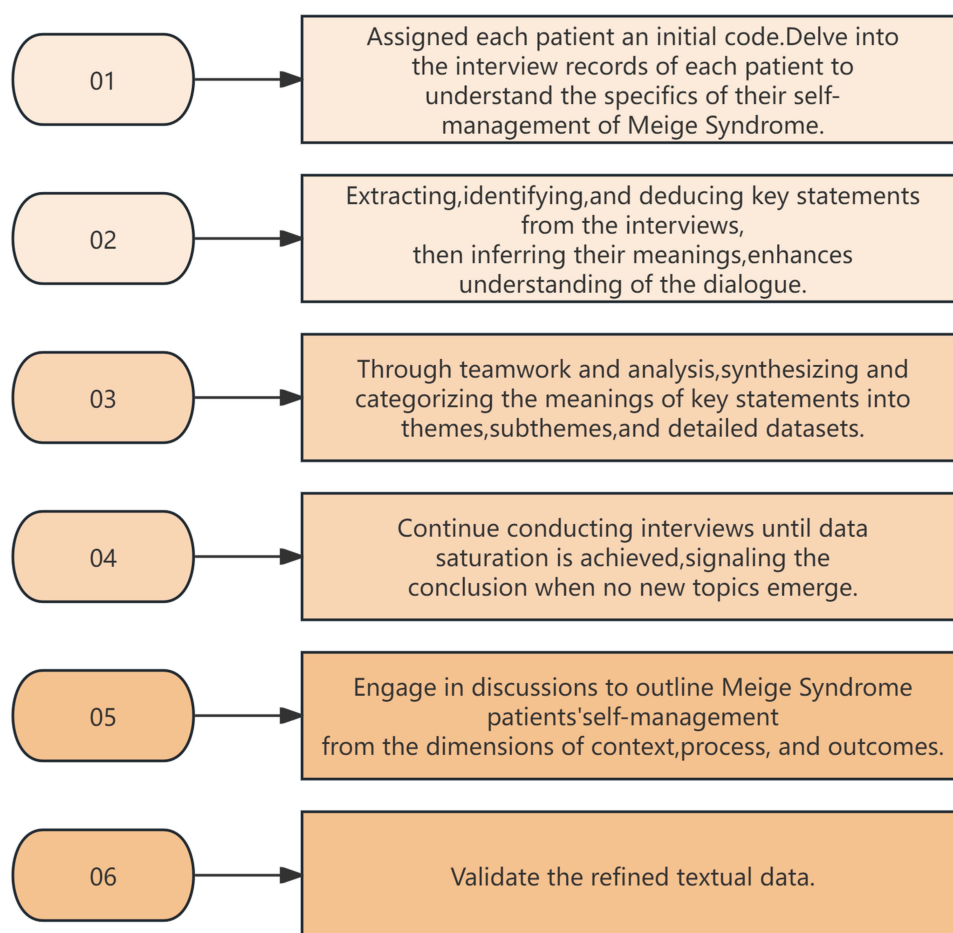 01
Assigned each patient an initial code.Delve into
the interview records of each patient to
understand the specifics of their self-
management of Meige Syndrome.
02
Extracting,identifying,and deducing key statements
from the interviews,
then inferring their meanings,enhances
understanding of the dialogue.
03
Through teamwork and analysis,synthesizing and
categorizing the meanings of key statements into
themes,subthemes,and detailed datasets.
04
Continue conducting interviews until data
saturation is achieved,signaling the
conclusion when no new topics emerge.
05
Engage in discussions to outline Meige Syndrome
patients'self-management
from the dimensions of context,process, and outcomes.
06
Validate the refined textual data.